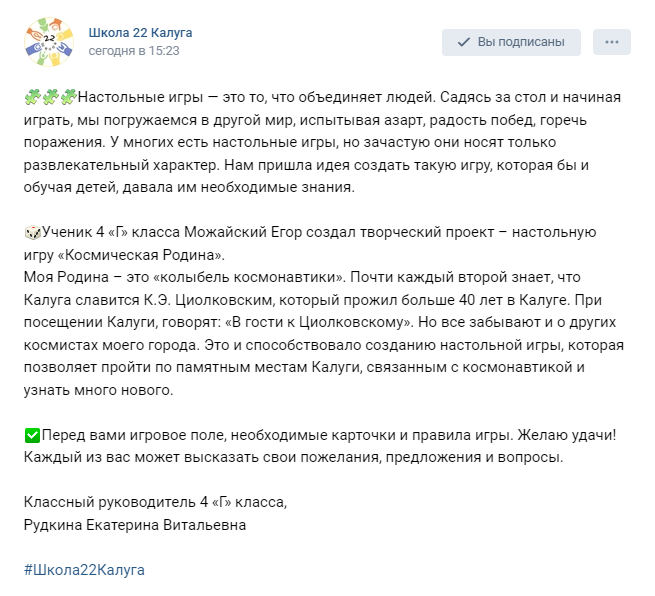 Школа 22 Калуга
сегодня в 15:23
Вы подписаны
22
Настольные игры — это то, что объединяет людей. Садясь за стол и начиная
играть, мы погружаемся в другой мир, испытывая азарт, радость побед, горечь
поражения. У многих есть настольные игры, но зачастую они носят только
развлекательный характер. Нам пришла идея создать такую игру, которая бы и
обучая детей, давала им необходимые знания.
Ученик 4 «Г» класса Можайский Егор создал творческий проект – настольную
игру «Космическая Родина».
Моя Родина – это «колыбель космонавтики». Почти каждый второй знает, что
Калуга славится К.Э. Циолковским, который прожил больше 40 лет в Калуге. При
посещении Калуги, говорят: «В гости к Циолковскому». Но все забывают и о других
космистах моего города. Это и способствовало созданию настольной игры, которая
позволяет пройти по памятным местам Калуги, связанным с космонавтикой и
узнать много нового.
Перед вами игровое поле, необходимые карточки и правила игры. Желаю удачи!
Каждый из вас может высказать свои пожелания, предложения и вопросы.
Классный руководитель 4 «Г» класса,
Рудкина Екатерина Витальевна
#Школа22Калуга